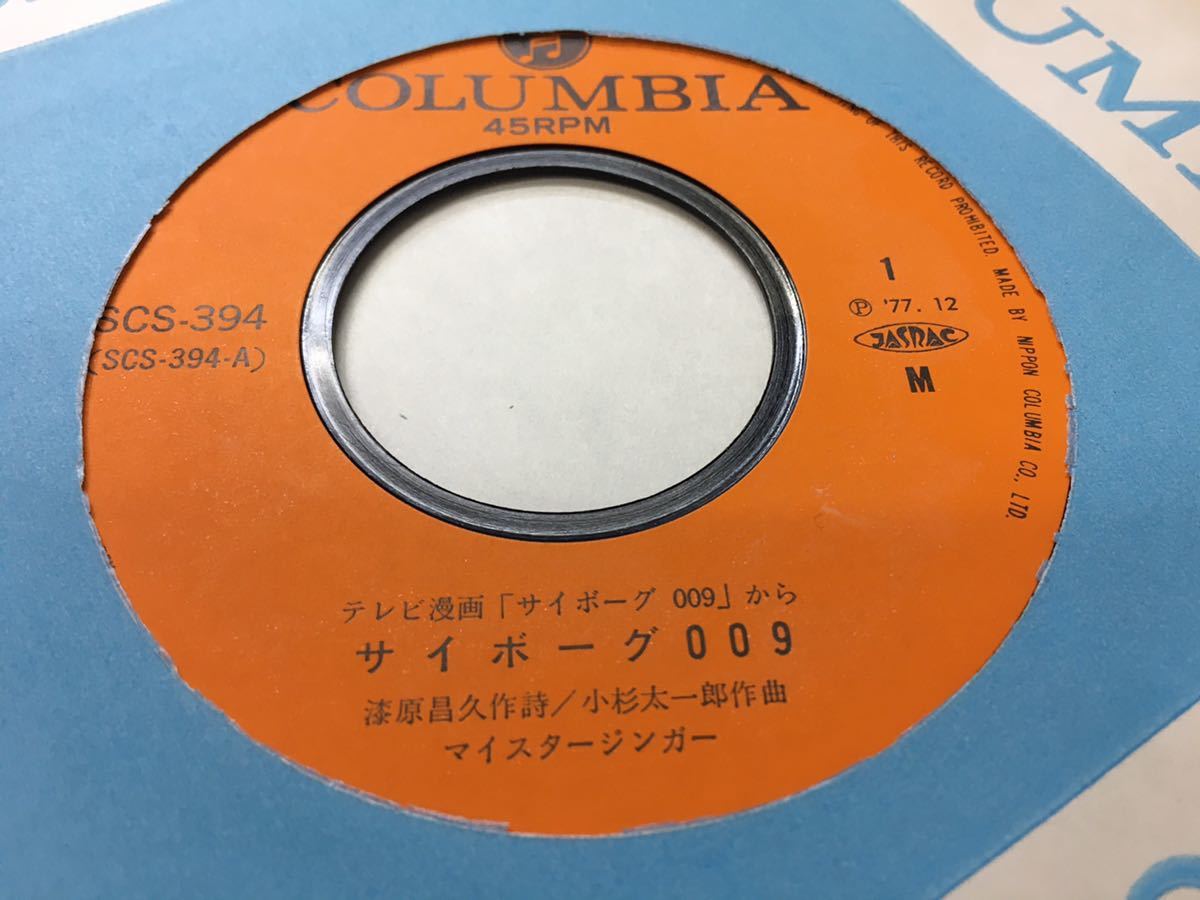 COLUMBIA
45RPM
OF THIS RECORD PROHIBITED. MADE BY NIPPON COLUMBIA CO., LTD.
SCS-394
(SCS-394-A)
1
Ⓟ '77. 12
JASRAC
M
テレビ漫画「サイボーグ 009」から
サイボーグ009
漆原昌久作詩/小杉太一郎作曲
マイスタージンガー
UM